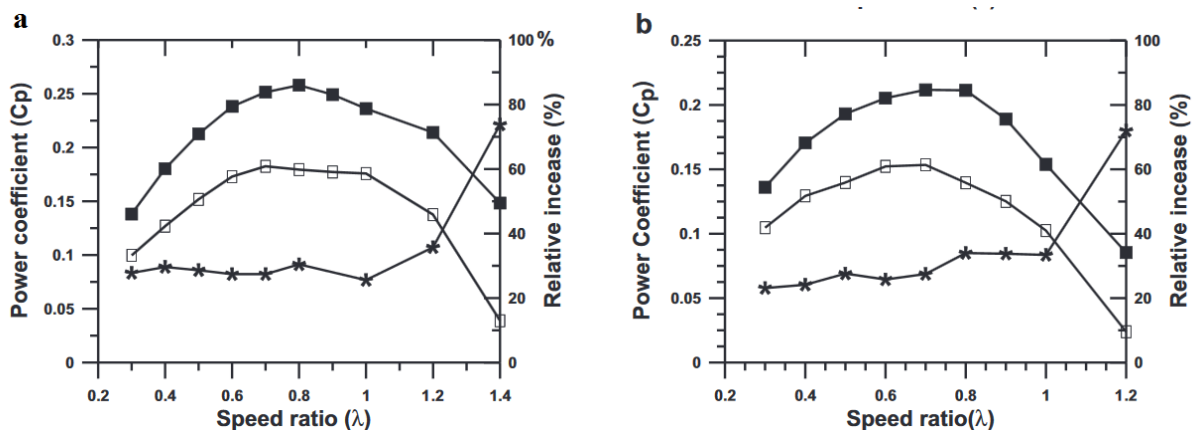 a
0.3
0.25
0.2
0.15
0.1
0.05
0
Power coefficient (Cp)
0.2 0.4 0.6 0.8 1 1.2 1.4
Speed ratio (λ)
100 %
80
60
40
20
0
Relative incease (%)
b
0.25
0.2
0.15
0.1
0.05
0
Power Coefficient (Cp)
0.2 0.4 0.6 0.8 1 1.2
Speed ratio(λ)
100
80
60
40
20
0
Relative increase (%)